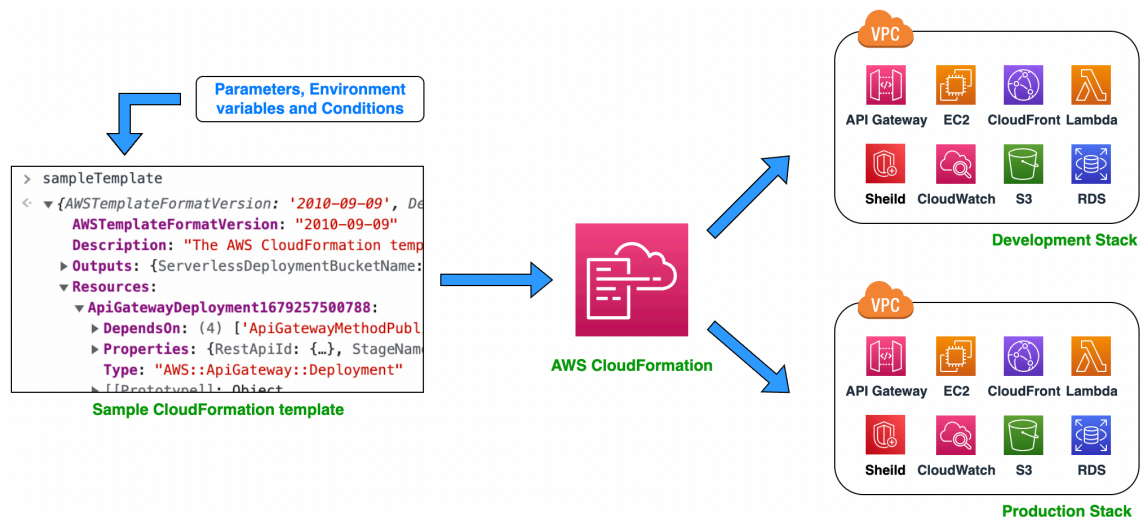 Parameters, Environment
variables and Conditions
sampleTemplate
{AWSTemplateFormatVersion: '2010-09-09', De
AWSTemplateFormatVersion: "2010-09-09"
Description: "The AWS CloudFormation temp
Outputs: {ServerlessDeploymentBucketName:
Resources:
ApiGatewayDeployment1679257500788:
DependsOn: (4) ['ApiGatewayMethodPubl
Properties: {RestApiId: {…}, StageName
Type: "AWS::ApiGateway::Deployment"
[[Prototype]]: Object
Sample CloudFormation template
AWS CloudFormation
VPC
API Gateway EC2 CloudFront Lambda
Sheild CloudWatch S3 RDS
Development Stack
VPC
API Gateway EC2 CloudFront Lambda
Sheild CloudWatch S3 RDS
Production Stack